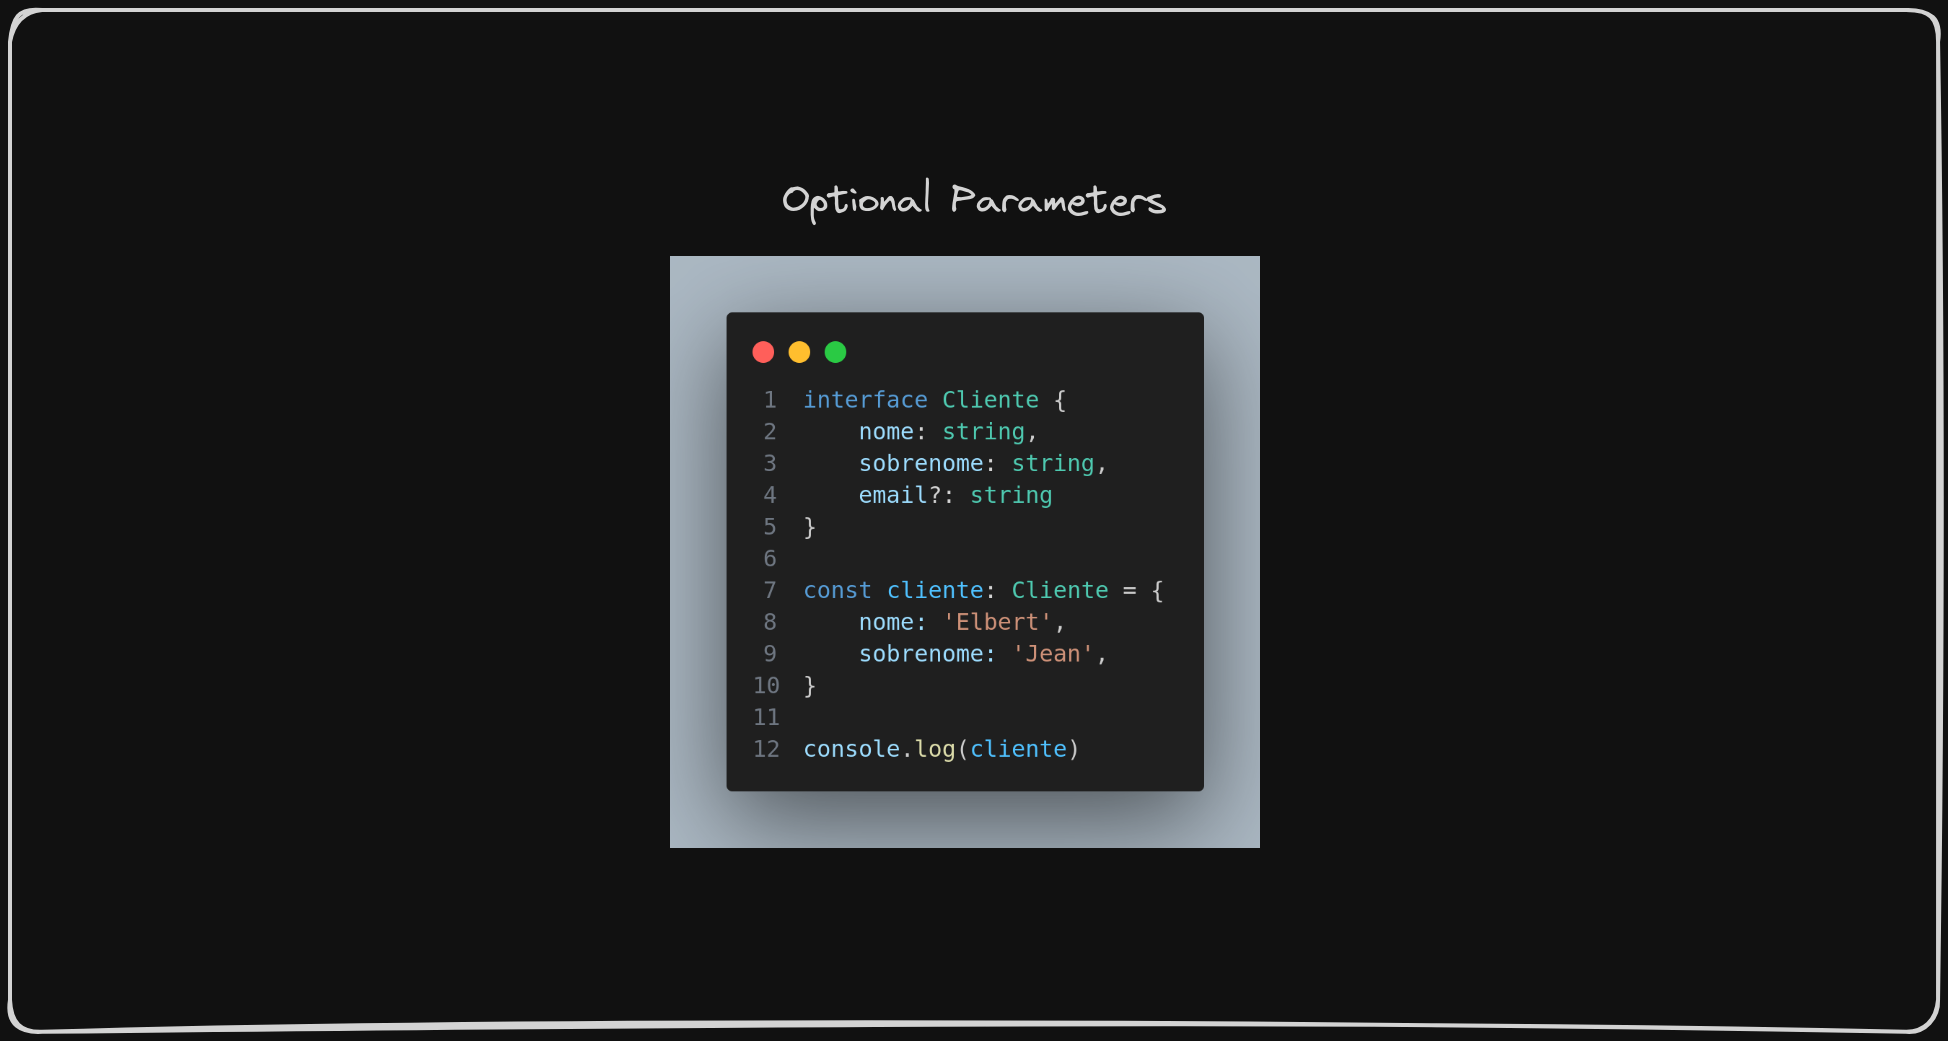 Optional Parameters
1 interface Cliente {
2     nome: string,
3     sobrenome: string,
4     email?: string
5 }
6
7 const cliente: Cliente = {
8     nome: 'Elbert',
9     sobrenome: 'Jean',
10 }
11
12 console.log(cliente)